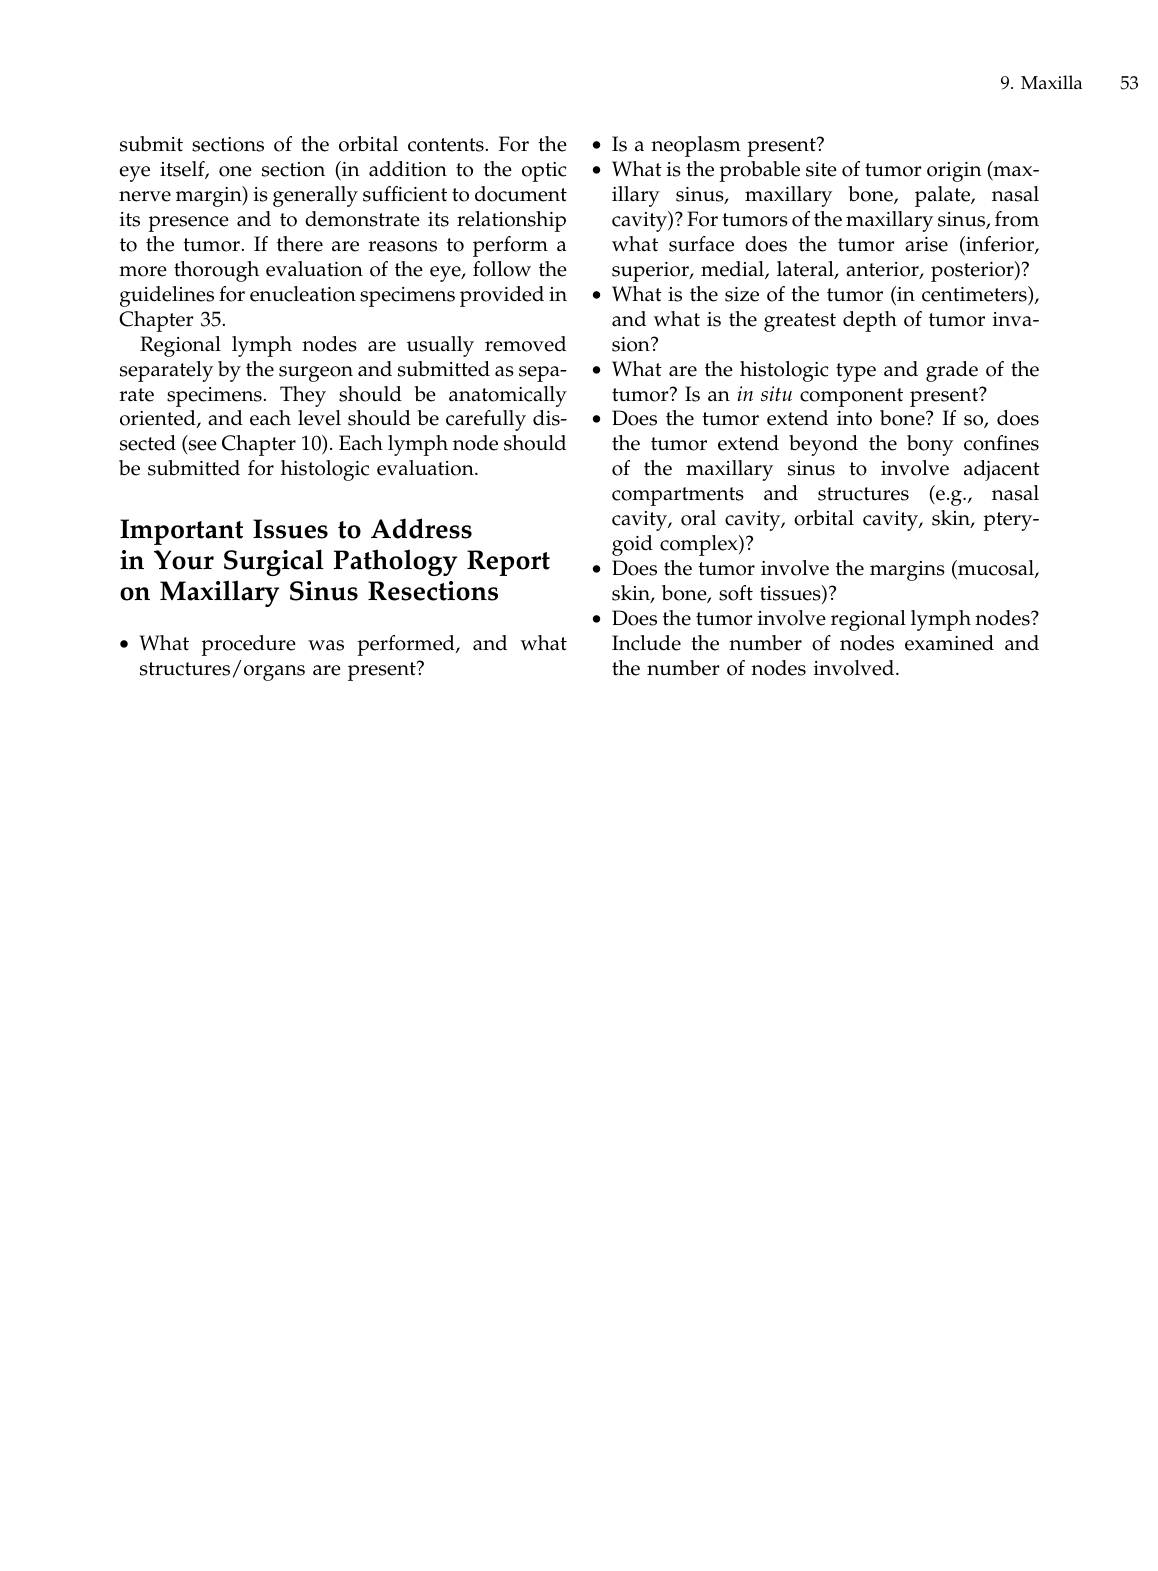 9. Maxilla 53
submit sections of the orbital contents. For the
eye itself, one section (in addition to the optic
nerve margin) is generally sufficient to document
its presence and to demonstrate its relationship
to the tumor. If there are reasons to perform a
more thorough evaluation of the eye, follow the
guidelines for enucleation specimens provided in
Chapter 35.
Regional lymph nodes are usually removed
separately by the surgeon and submitted as sepa-
rate specimens. They should be anatomically
oriented, and each level should be carefully dis-
sected (see Chapter 10). Each lymph node should
be submitted for histologic evaluation.
Important Issues to Address
in Your Surgical Pathology Report
on Maxillary Sinus Resections
• What procedure was performed, and what
structures/organs are present?
• Is a neoplasm present?
• What is the probable site of tumor origin (max-
illary sinus, maxillary bone, palate, nasal
cavity)? For tumors of the maxillary sinus, from
what surface does the tumor arise (inferior,
superior, medial, lateral, anterior, posterior)?
• What is the size of the tumor (in centimeters),
and what is the greatest depth of tumor inva-
sion?
• What are the histologic type and grade of the
tumor? Is an in situ component present?
• Does the tumor extend into bone? If so, does
the tumor extend beyond the bony confines
of the maxillary sinus to involve adjacent
compartments and structures (e.g., nasal
cavity, oral cavity, orbital cavity, skin, ptery-
goid complex)?
• Does the tumor involve the margins (mucosal,
skin, bone, soft tissues)?
• Does the tumor involve regional lymph nodes?
Include the number of nodes examined and
the number of nodes involved.